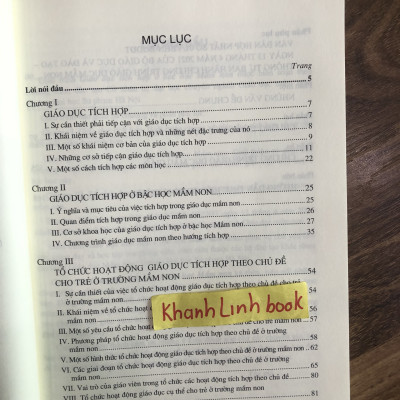 MỤC LỤC
Trang
Lời nói đầu 5
Chương I
GIÁO DỤC TÍCH HỢP 7
I. Sự cần thiết phải tiếp cận với giáo dục tích hợp 7
II. Khái niệm về giáo dục tích hợp và những nét đặc trưng của nó 8
III. Một số khái niệm cơ bản của giáo dục tích hợp 9
IV. Những cơ sở tiếp cận giáo dục tích hợp 11
V. Một số cách tích hợp các môn học 22
Chương II
GIÁO DỤC TÍCH HỢP Ở BẬC HỌC MẦM NON 25
I. Ý nghĩa và mục tiêu của việc tích hợp trong giáo dục mầm non 25
II. Quan điểm tích hợp trong giáo dục mầm non 26
III. Cơ sở khoa học của giáo dục tích hợp ở bậc học Mầm non 27
IV. Chương trình giáo dục mầm non theo hướng tích hợp 35
Chương III
TỔ CHỨC HOẠT ĐỘNG GIÁO DỤC TÍCH HỢP THEO CHỦ ĐỀ
CHO TRẺ Ở TRƯỜNG MẦM NON 54
I. Sự cần thiết của việc tổ chức hoạt động giáo dục tích hợp theo chủ đề cho trẻ
ở trường mầm non 54
II. Khái niệm về tổ chức hoạt động
mầm non 56
Khanh Linh book
III. Một số yêu cầu tổ chức
non 57
IV. Phương pháp tổ chức hoạt động giáo dục tích hợp theo chủ đề ở trường
mầm non 58
V. Một số hình thức tổ chức hoạt động giáo dục tích hợp theo chủ đề ở trường mầm non 62
VI. Các giai đoạn tổ chức hoạt động giáo dục tích hợp theo chủ đề ở trường
mầm non 65
VII. Vai trò của giáo viên trong tổ chức các hoạt động tích hợp theo chủ đề 80
VIII. Tổ chức hoạt động giáo dục cụ thể cho trẻ ở trường mầm non 81